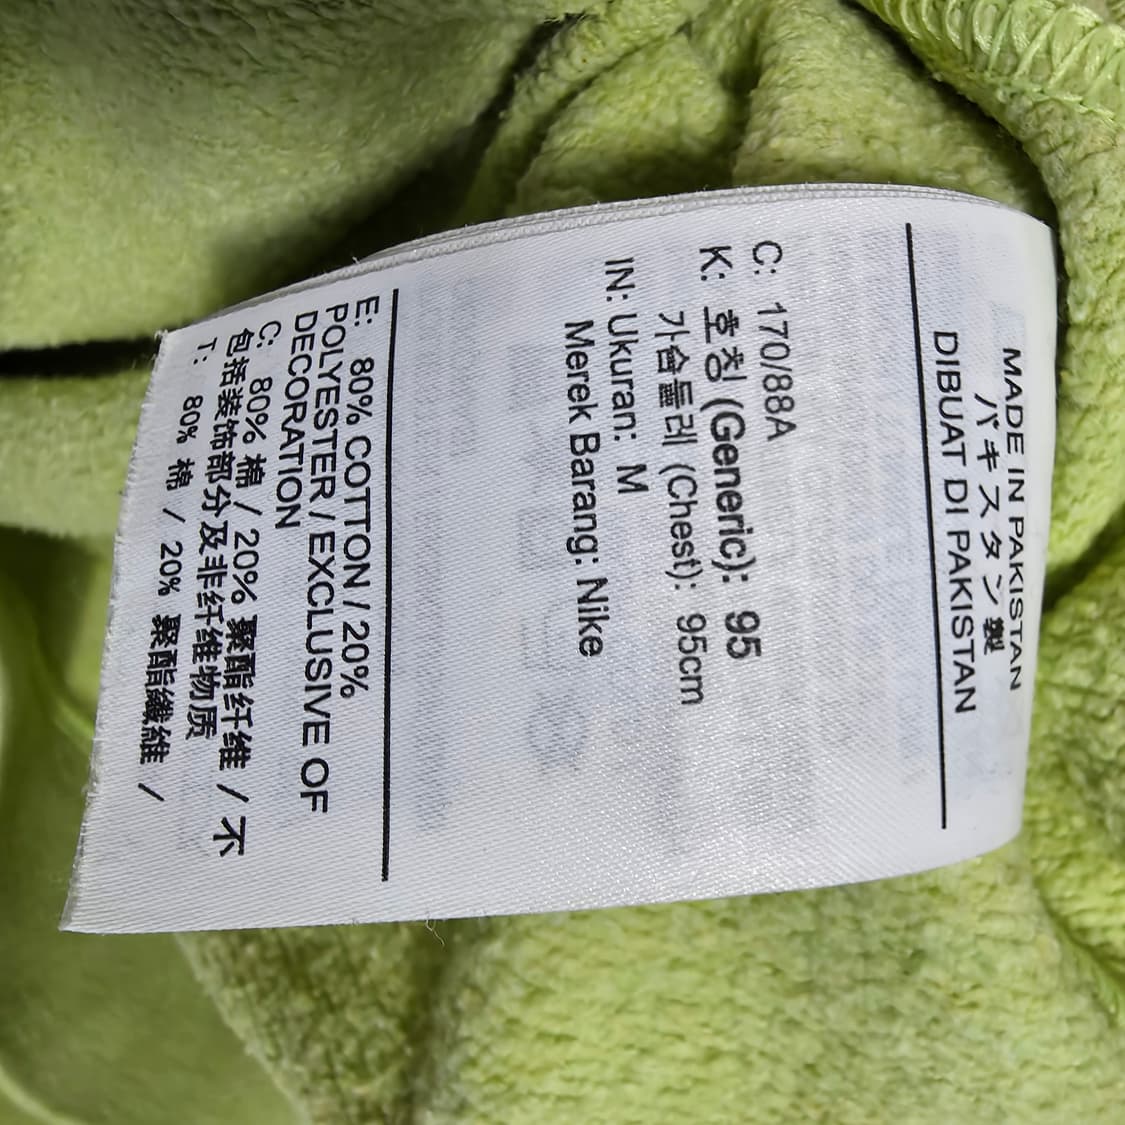 MADE IN PAKISTAN
パキスタン製
DIBUAT DI PAKISTAN
C: 170/88A
K: 호칭 (Generic): 95
가슴둘레 (Chest): 95cm
IN: Ukuran: M
Merek Barang: Nike
E: 80% COTTON / 20%
POLYESTER / EXCLUSIVE OF
DECORATION
C: 80% 棉 / 20% 聚酯纤维 / 不
包括装饰部分及非纤维物质
T: 80% 棉 / 20% 聚酯纖維 /